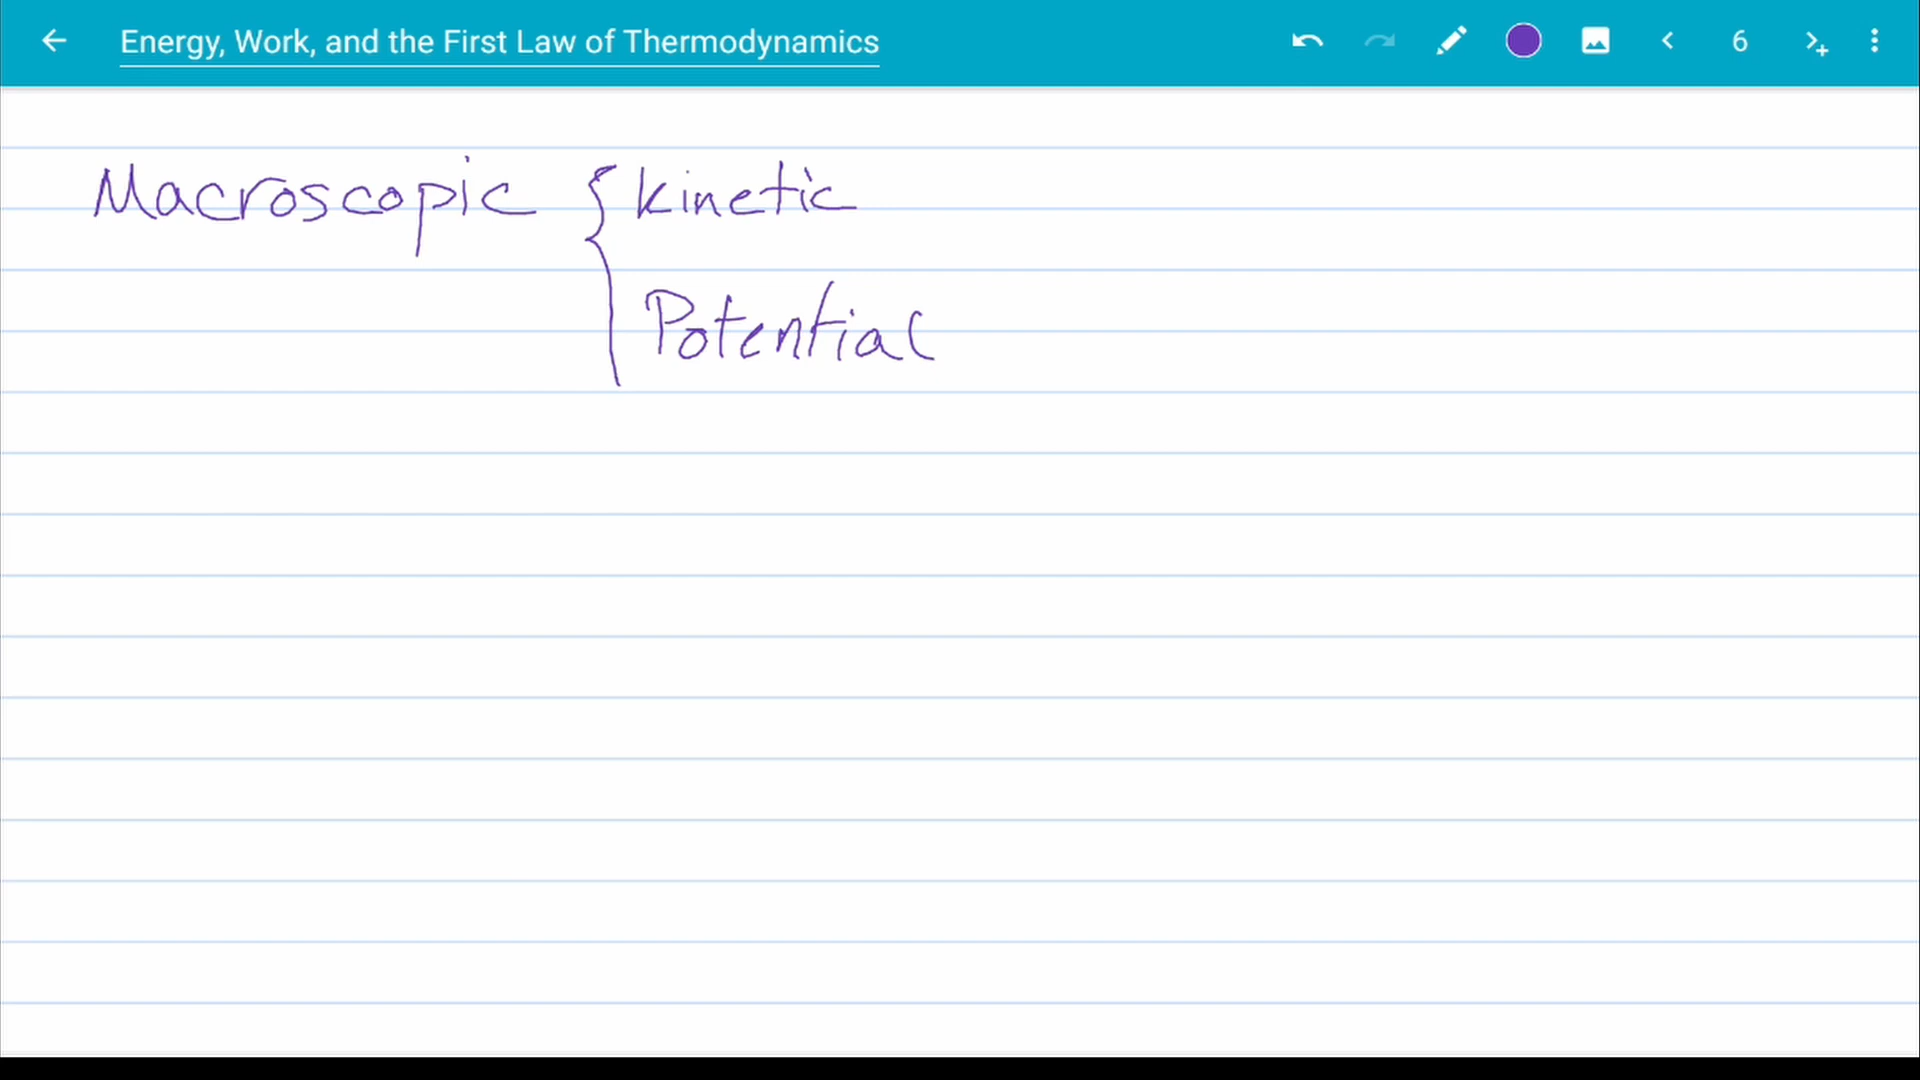 Energy, Work, and the First Law of Thermodynamics
6
Macroscopic { kinetic
Potential